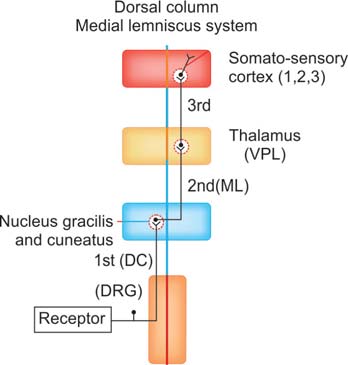 Dorsal column
Medial lemniscus system
Somato-sensory
cortex (1,2,3)
3rd
Thalamus
(VPL)
2nd(ML)
Nucleus gracilis
and cuneatus
1st (DC)
(DRG)
Receptor